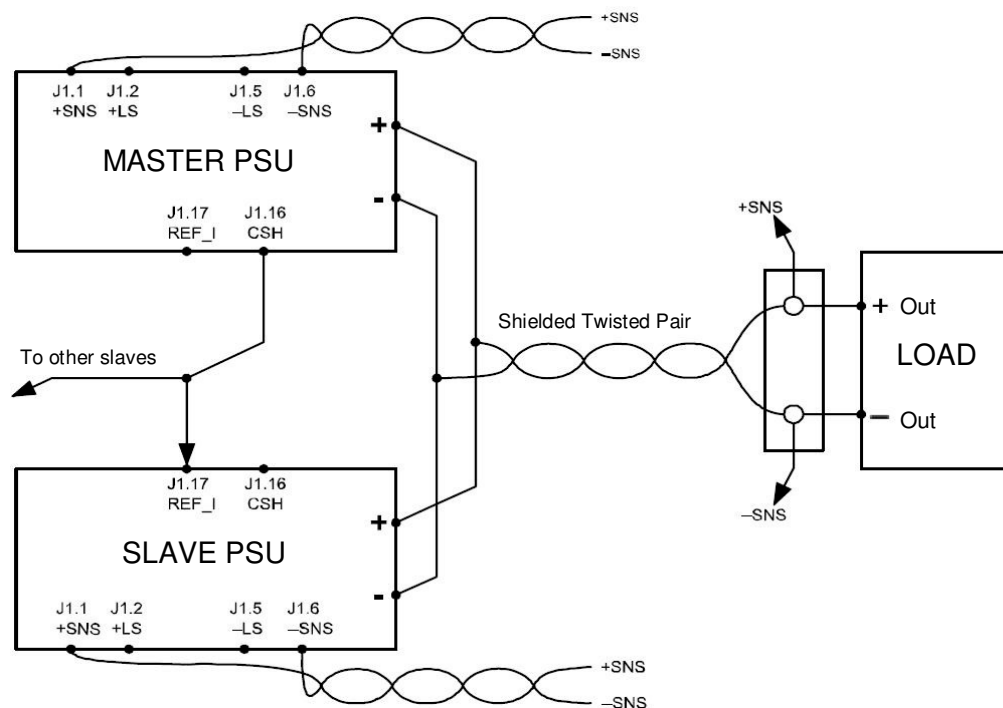 +SNS
–SNS
J1.1 J1.2 J1.5 J1.6
+SNS +LS –LS –SNS
+
MASTER PSU
-
J1.17 J1.16
REF_I CSH
+SNS
Shielded Twisted Pair
+ Out
LOAD
– Out
–SNS
To other slaves
J1.17 J1.16
REF_I CSH
+
SLAVE PSU
-
J1.1 J1.2 J1.5 J1.6
+SNS +LS –LS –SNS
+SNS
–SNS